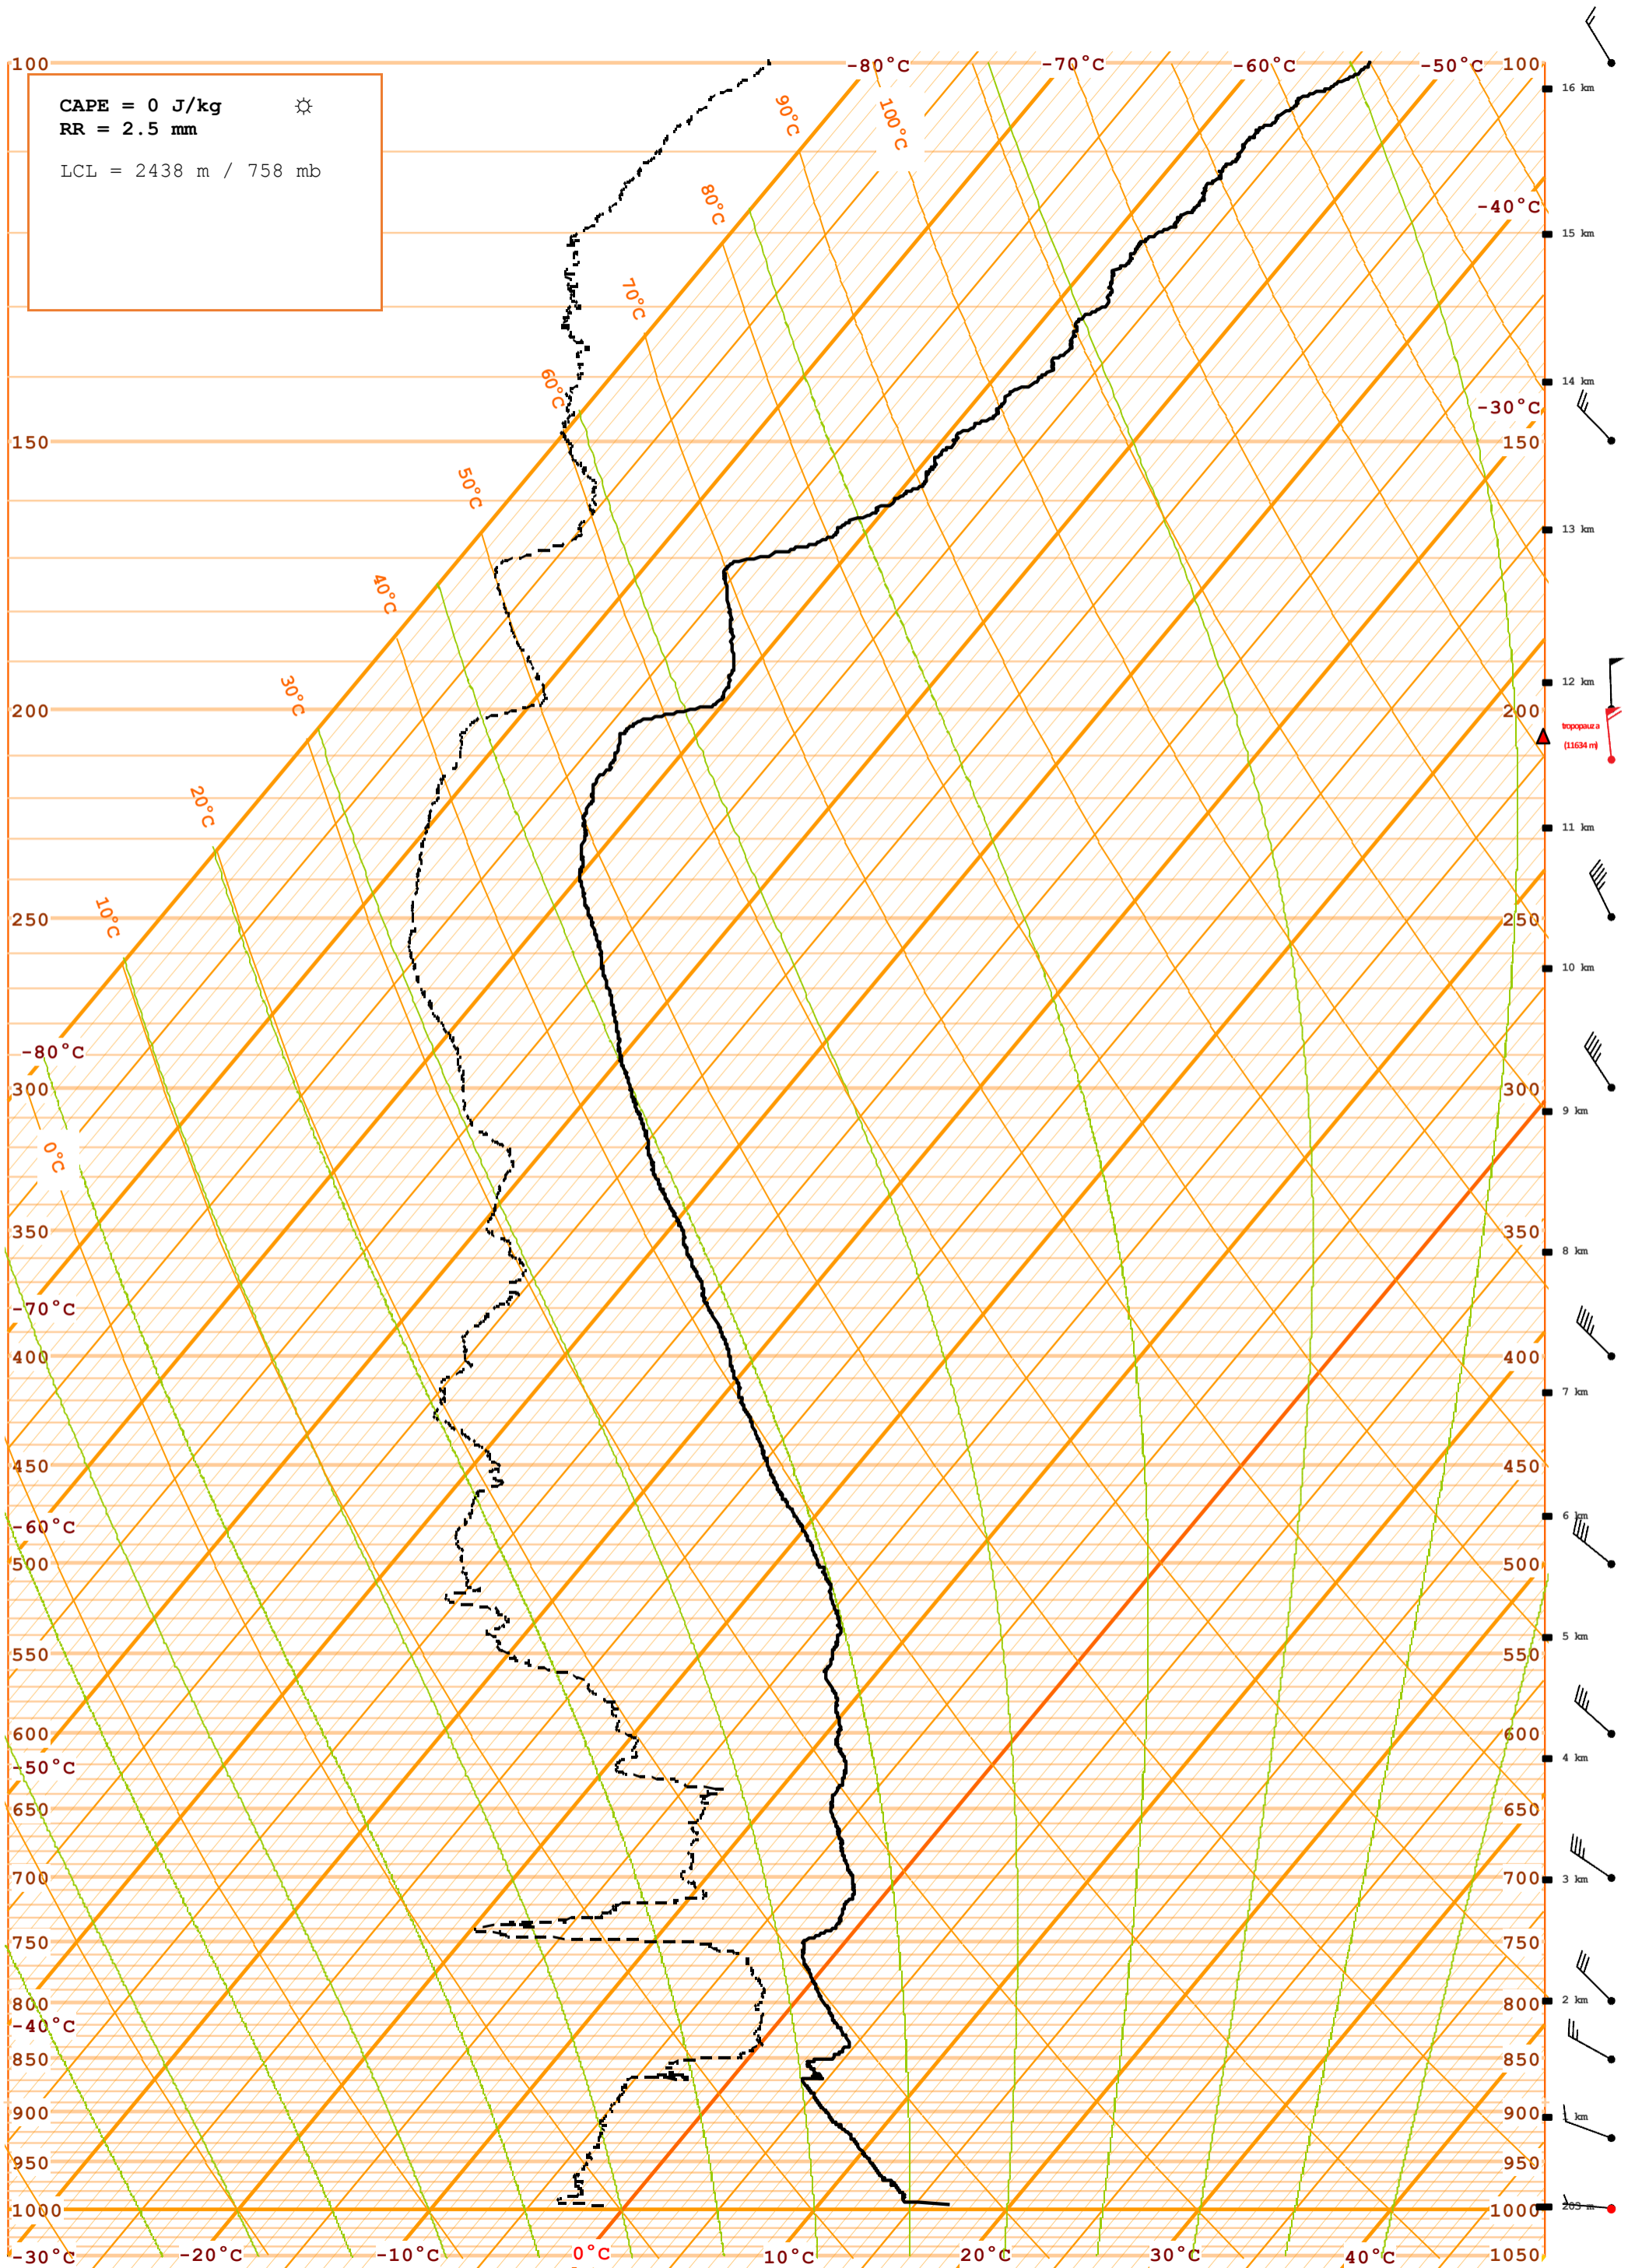 -80°C -70°C -60°C -50°C
100 100
16 km
CAPE = 0 J/kg ☼
RR = 2.5 mm
LCL = 2438 m / 758 mb
90°C 100°C
80°C -40°C
15 km
70°C
60°C 14 km
-30°C
150 150
50°C
13 km
40°C
30°C 12 km
200 200
tropopauza
(11634 m)
20°C
11 km
10°C
250 250
10 km
-80°C
300 300
9 km
0°C
350 350
8 km
-70°C
400 400
7 km
450 450
6 km
-60°C
500 500
5 km
550 550
600 600
4 km
-50°C
650 650
700 700
3 km
750 750
800 800 2 km
-40°C
850 850
900 900
1 km
950 950
1000 1000 203 m
-30°C -20°C -10°C 0°C 10°C 20°C 30°C 40°C 1050